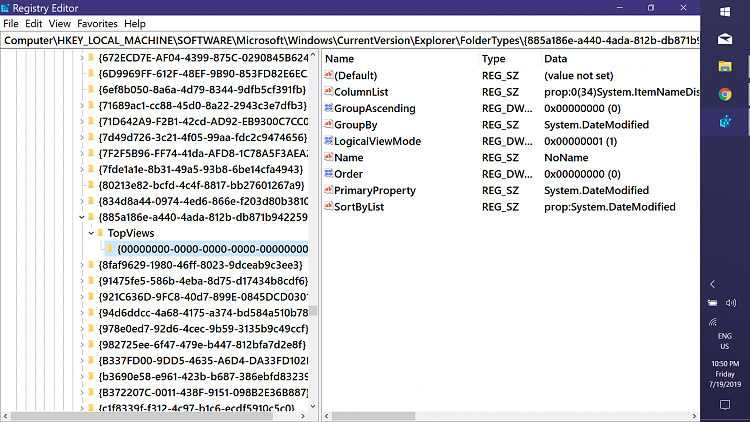 Registry Editor
File Edit View Favorites Help
Computer\HKEY_LOCAL_MACHINE\SOFTWARE\Microsoft\Windows\CurrentVersion\Explorer\FolderTypes\{885a186e-a440-4ada-812b-db871b9
{672ECD7E-AF04-4399-875C-0290845B624
{6D9969FF-612F-48EF-9B90-853FD82E6EC
{6ef8b050-8a6a-4d79-8344-9dfb5cf391fb}
{71689ac1-cc88-45d0-8a22-2943c3e7dfb3}
{71D642A9-F2B1-42cd-AD92-EB9300C7CC0
{7d49d726-3c21-4f05-99aa-fdc2c9474656}
{7F2F5B96-FF74-41da-AFD8-1C78A5F3AEA
{7fde1a1e-8b31-49a5-93b8-6be14cfa4943}
{80213e82-bcfd-4c4f-8817-bb27601267a9}
{834d8a44-0974-4ed6-866e-f203d80b3810
{885a186e-a440-4ada-812b-db871b942259
TopViews
{00000000-0000-0000-0000-00000000
{8faf9629-1980-46ff-8023-9dceab9c3ee3}
{91475fe5-586b-4eba-8d75-d17434b8cdf6}
{921C636D-9FC8-40d7-899E-0845DCD0301
{94d6ddcc-4a68-4175-a374-bd584a510b78
{978e0ed7-92d6-4cec-9b59-3135b9c49ccf}
{982725ee-6f47-479e-b447-812bfa7d2e8f}
{B337FD00-9DD5-4635-A6D4-DA33FD102
{b3690e58-e961-423b-b687-386ebfd83239
{B372207C-0011-438F-9151-098B2E36B887}
{c1f8339f-f312-4c97-b1c6-ecdf5910c5c0}
Name Type Data
(Default) REG_SZ (value not set)
ColumnList REG_SZ prop:0(34)System.ItemNameDis
GroupAscending REG_DW... 0x00000000 (0)
GroupBy REG_SZ System.DateModified
LogicalViewMode REG_DW... 0x00000001 (1)
Name REG_SZ NoName
Order REG_DW... 0x00000000 (0)
PrimaryProperty REG_SZ System.DateModified
SortByList REG_SZ prop:System.DateModified
ENG
US
10:50 PM
Friday
7/19/2019